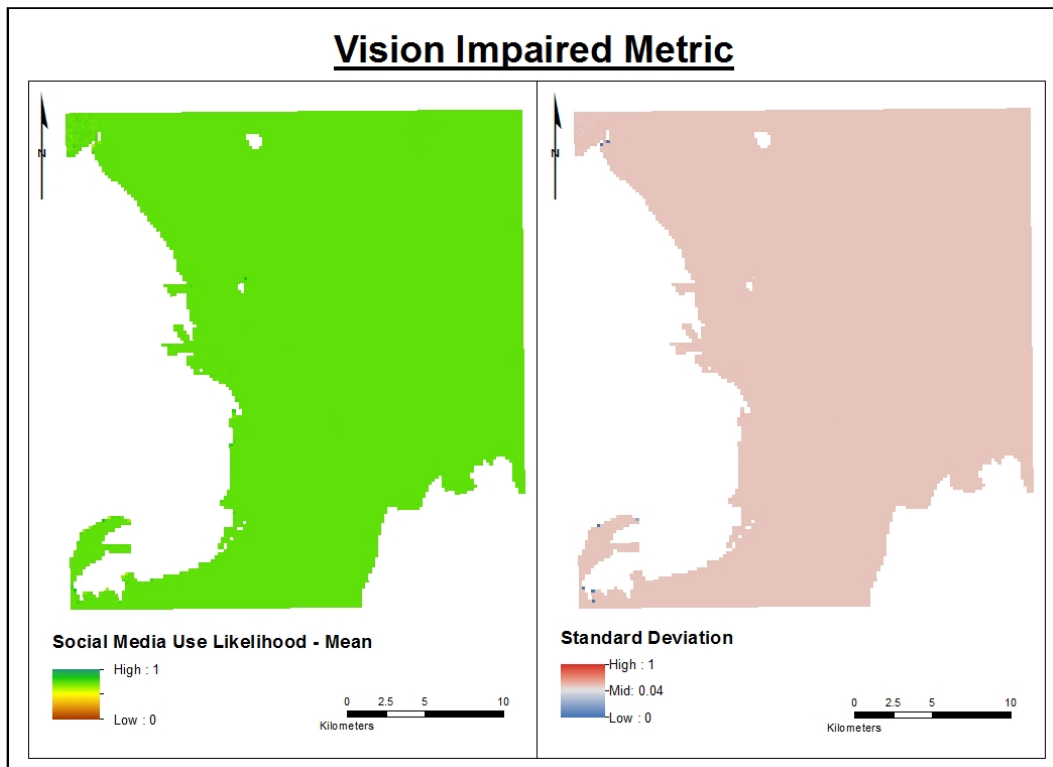 Vision Impaired Metric
N
Social Media Use Likelihood - Mean
High : 1
Low : 0
0 2.5 5 10
Kilometers
N
Standard Deviation
High : 1
Mid: 0.04
Low : 0
0 2.5 5 10
Kilometers